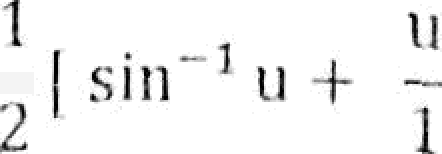 1/2 [ sin⁻¹ u + u/1